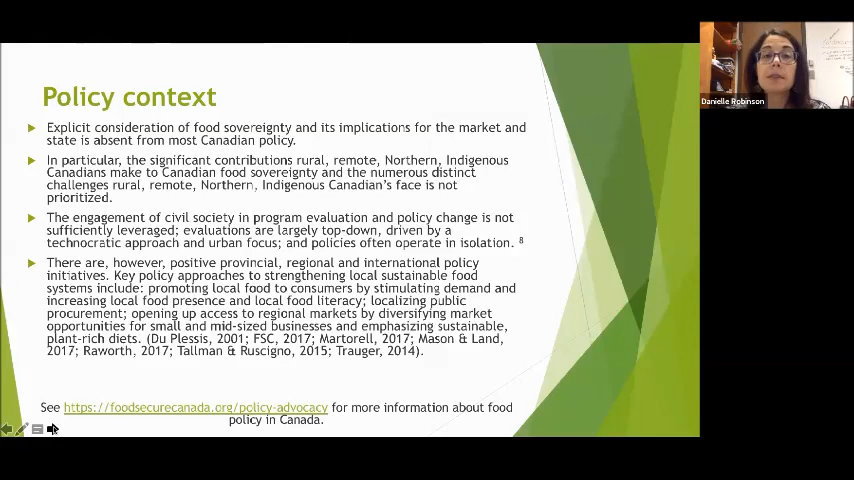 Policy context
Explicit consideration of food sovereignty and its implications for the market and
state is absent from most Canadian policy.
In particular, the significant contributions rural, remote, Northern, Indigenous
Canadians make to Canadian food sovereignty and the numerous distinct
challenges rural, remote, Northern, Indigenous Canadian's face is not
prioritized.
The engagement of civil society in program evaluation and policy change is not
sufficiently leveraged; evaluations are largely top-down, driven by a
technocratic approach and urban focus; and policies often operate in isolation. 8
There are, however, positive provincial, regional and international policy
initiatives. Key policy approaches to strengthening local sustainable food
systems include: promoting local food to consumers by stimulating demand and
increasing local food presence and local food literacy; localizing public
procurement; opening up access to regional markets by diversifying market
opportunities for small and mid-sized businesses and emphasizing sustainable,
plant-rich diets. (Du Plessis, 2001; FSC, 2017; Martorell, 2017; Mason & Land,
2017; Raworth, 2017; Tallman & Ruscigno, 2015; Trauger, 2014).
See https://foodsecurecanada.org/policy-advocacy for more information about food
policy in Canada.
Danielle Robinson